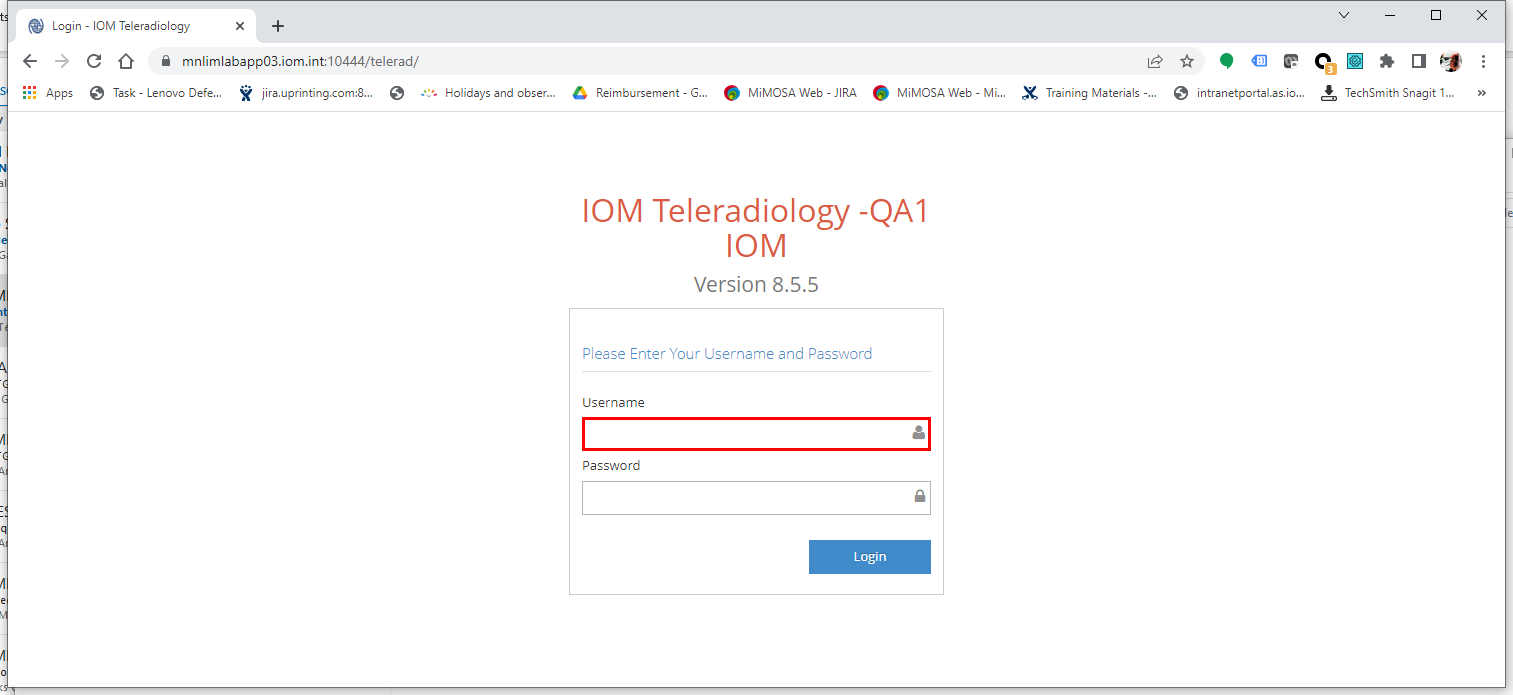 Login - IOM Teleradiology
mnlimlabapp03.iom.int:10444/telerad/
3
Apps
Task - Lenovo Defe...
jira.uprinting.com:8...
Holidays and obser...
Reimbursement - G...
MiMOSA Web - JIRA
MiMOSA Web - Mi...
Training Materials -...
intranetportal.as.io...
TechSmith Snagit 1...
»
IOM Teleradiology -QA1
IOM
Version 8.5.5
Please Enter Your Username and Password
Username
Password
Login